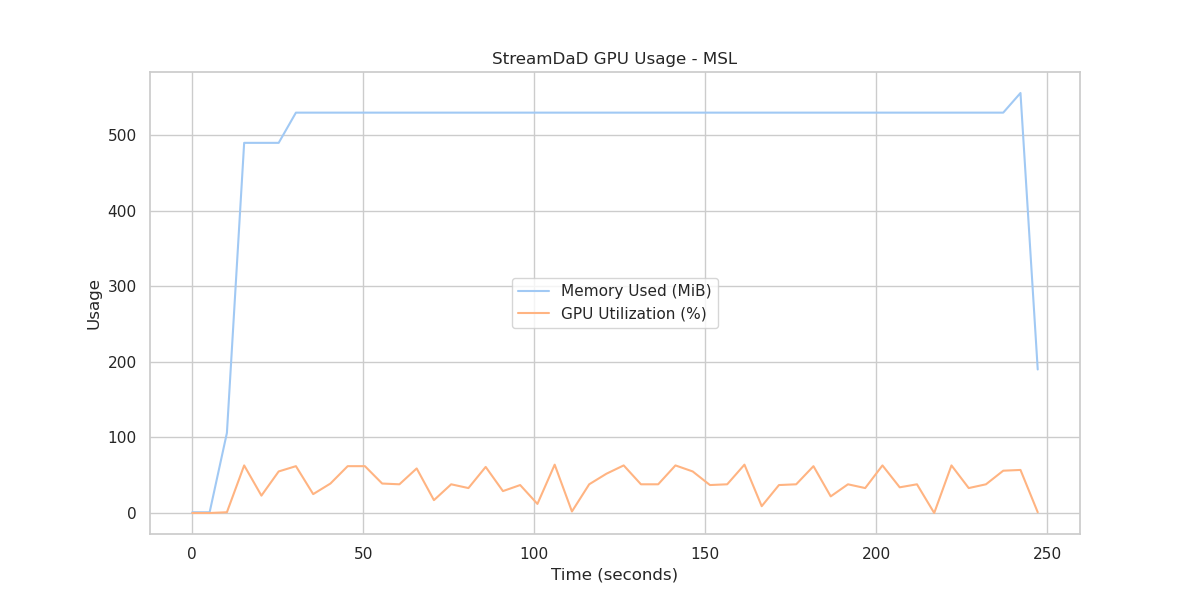 StreamDaD GPU Usage - MSL
Usage
500
400
300
200
100
0
Memory Used (MiB)
GPU Utilization (%)
0 50 100 150 200 250
Time (seconds)